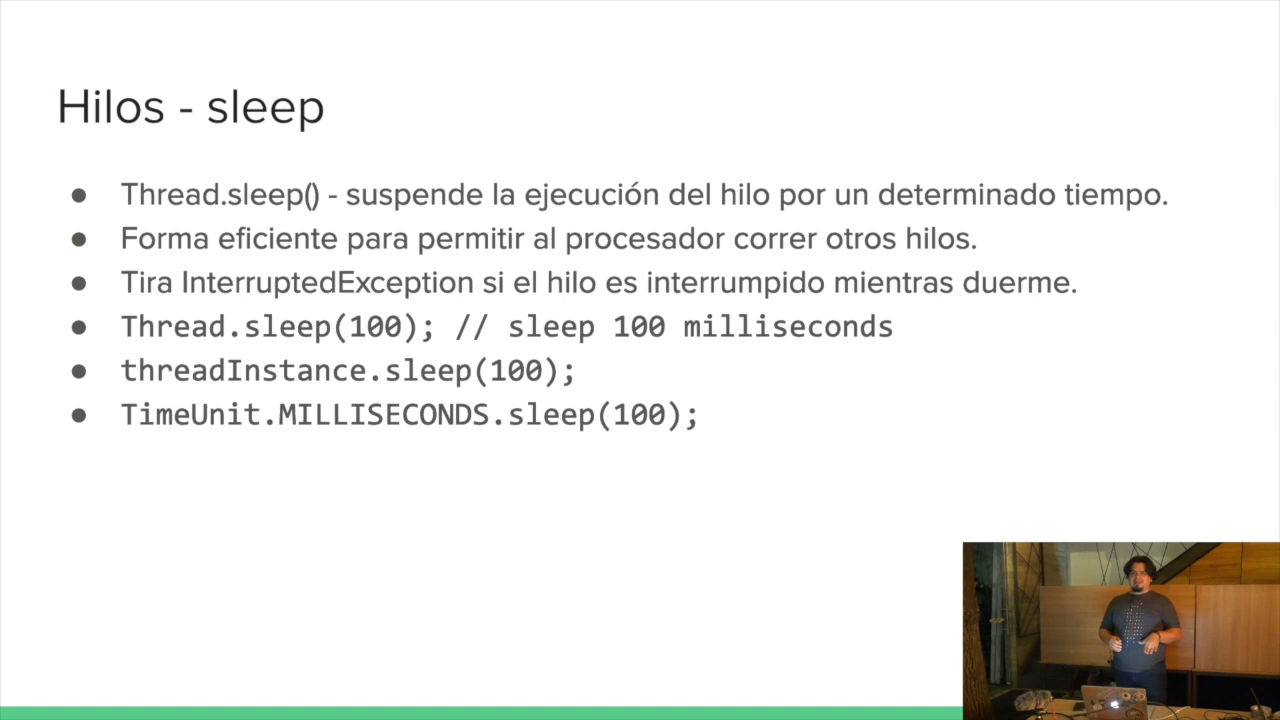 Hilos - sleep
● Thread.sleep() - suspende la ejecución del hilo por un determinado tiempo.
● Forma eficiente para permitir al procesador correr otros hilos.
● Tira InterruptedException si el hilo es interrumpido mientras duerme.
● Thread.sleep(100); // sleep 100 milliseconds
● threadInstance.sleep(100);
● TimeUnit.MILLISECONDS.sleep(100);